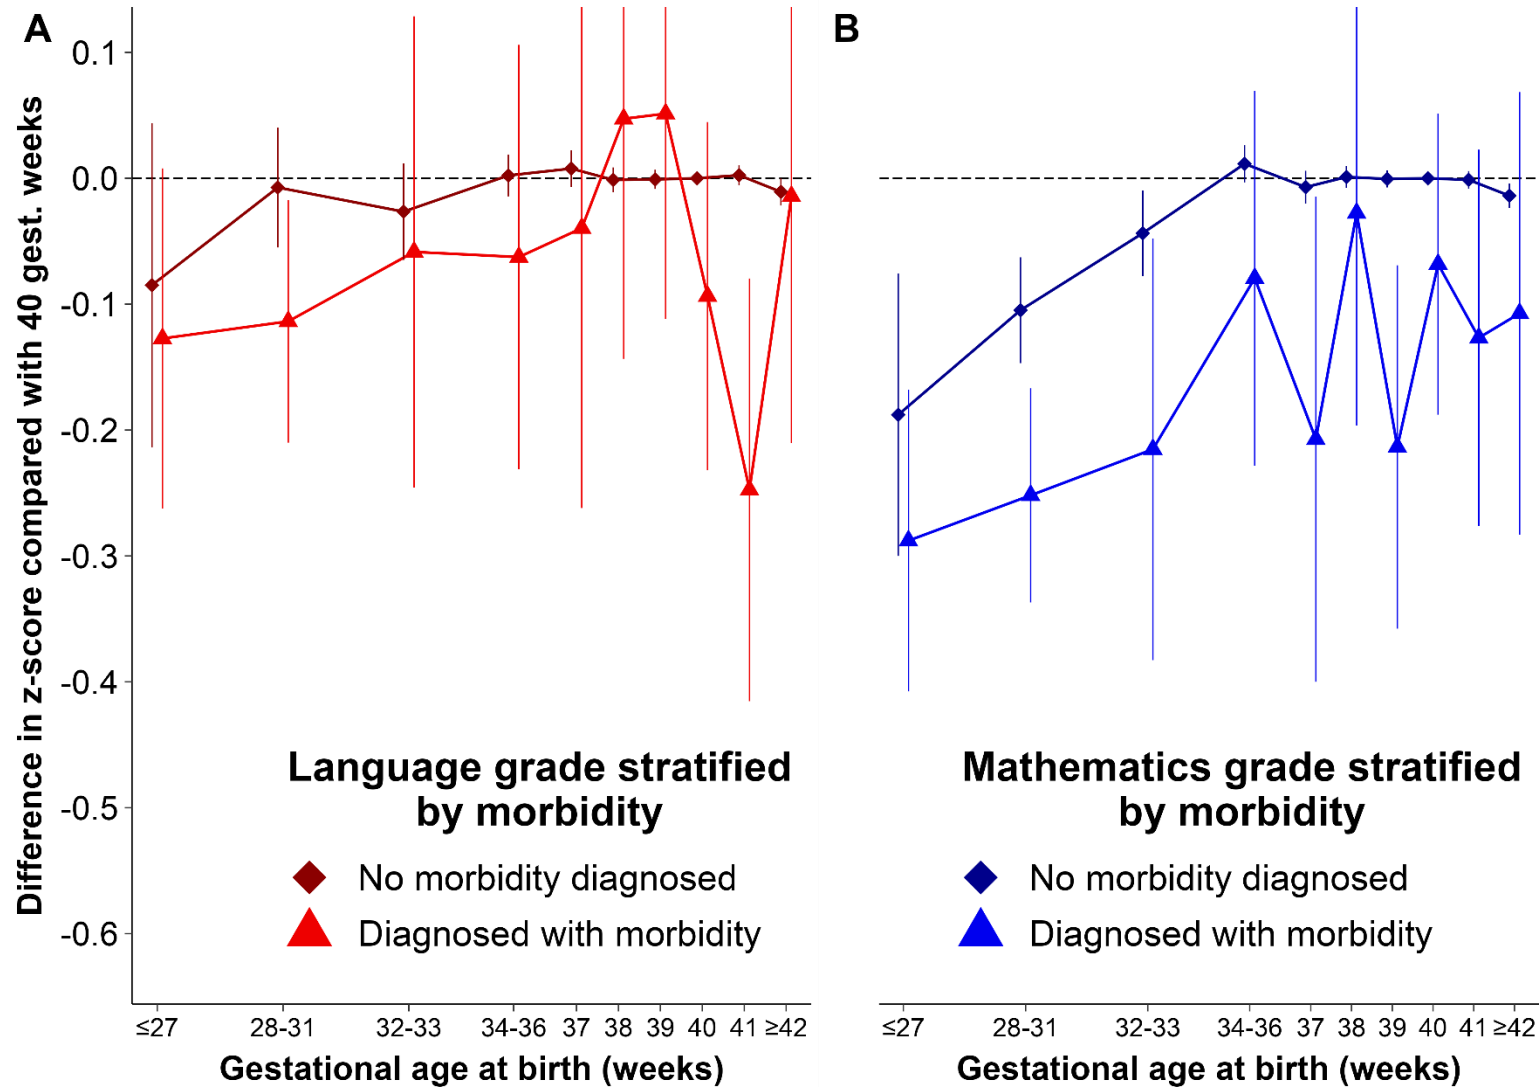 A
B
Difference in z-score compared with 40 gest. weeks
0.1
0.0
-0.1
-0.2
-0.3
-0.4
-0.5
-0.6
Language grade stratified
by morbidity
No morbidity diagnosed
Diagnosed with morbidity
≤27 28-31 32-33 34-36 37 38 39 40 41 ≥42
Gestational age at birth (weeks)
Mathematics grade stratified
by morbidity
No morbidity diagnosed
Diagnosed with morbidity
≤27 28-31 32-33 34-36 37 38 39 40 41 ≥42
Gestational age at birth (weeks)